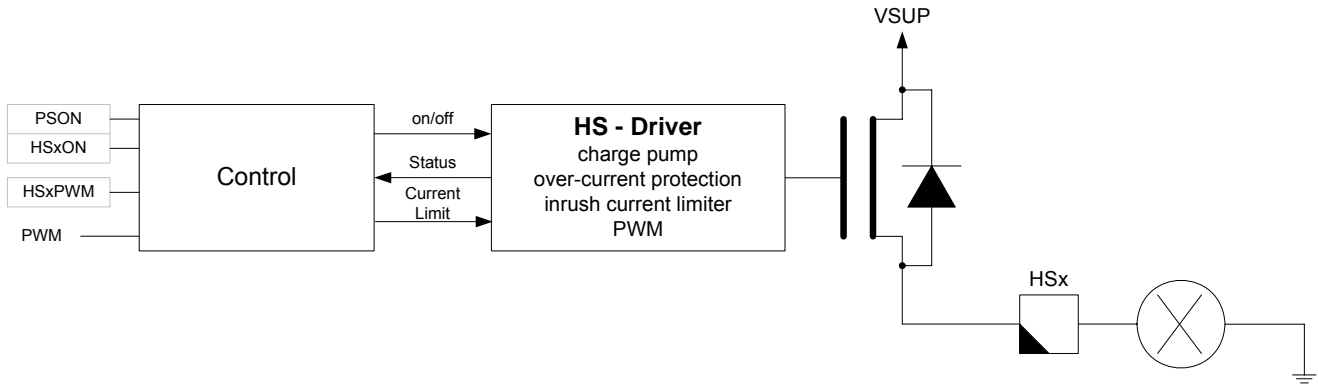 VSUP
PSON
HSxON
HSxPWM
PWM
Control
on/off
Status
Current
Limit
HS - Driver
charge pump
over-current protection
inrush current limiter
PWM
HSx